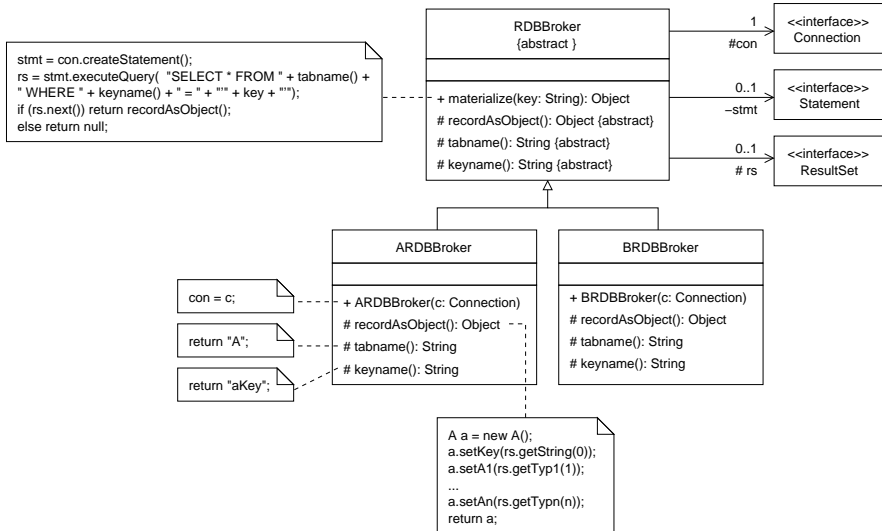 RDBBroker
{abstract }
1
#con
<<interface>>
Connection
stmt = con.createStatement();
rs = stmt.executeQuery(  "SELECT * FROM " + tabname() +
" WHERE " + keyname() + " = " + "'" + key + "'");
if (rs.next()) return recordAsObject();
else return null;
+ materialize(key: String): Object
# recordAsObject(): Object {abstract}
# tabname(): String {abstract}
# keyname(): String {abstract}
0..1
−stmt
<<interface>>
Statement
0..1
# rs
<<interface>>
ResultSet
ARDBBroker
BRDBBroker
con = c;
return "A";
return "aKey";
+ ARDBBroker(c: Connection)
# recordAsObject(): Object
# tabname(): String
# keyname(): String
+ BRDBBroker(c: Connection)
# recordAsObject(): Object
# tabname(): String
# keyname(): String
A a = new A();
a.setKey(rs.getString(0));
a.setA1(rs.getTyp1(1));
...
a.setAn(rs.getTypn(n));
return a;